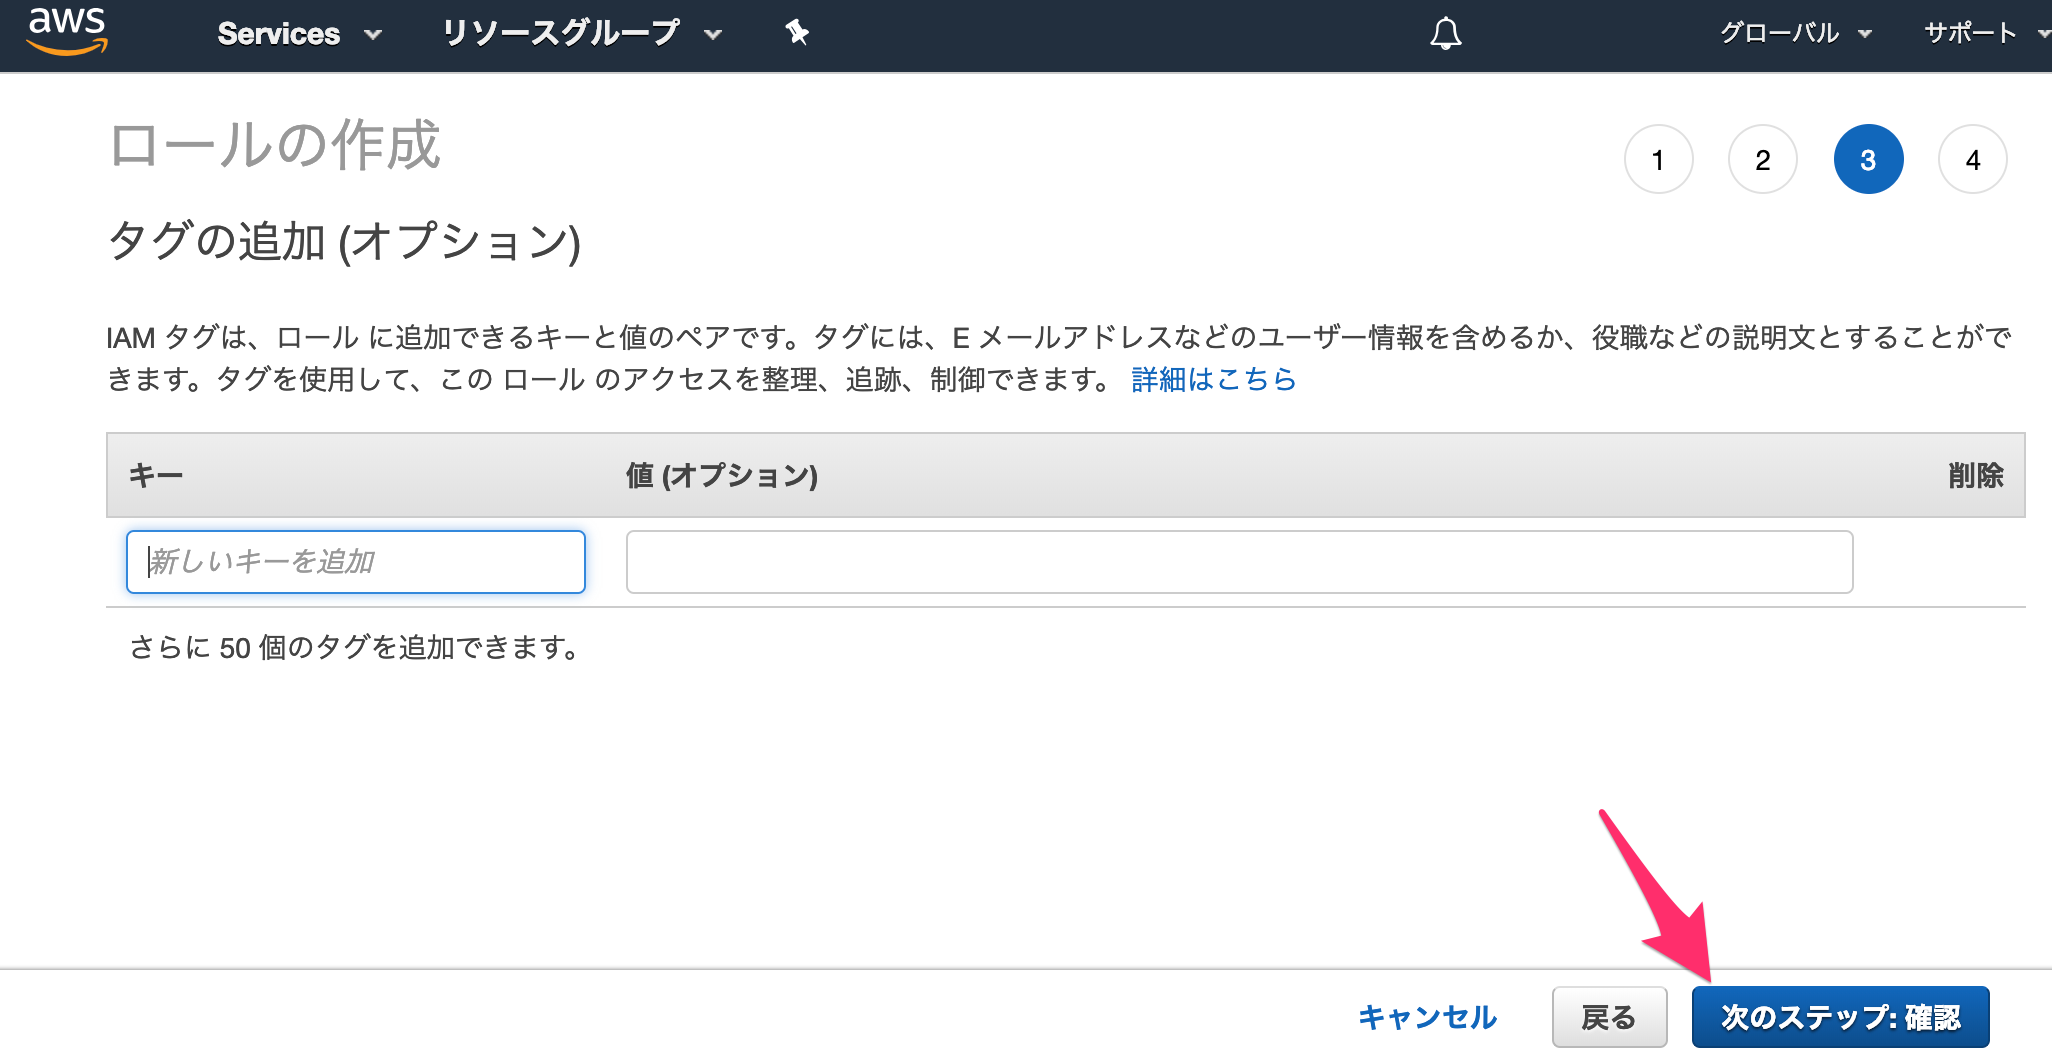 aws Services リソースグループ グローバル サポート
ロールの作成
1 2 3 4
タグの追加 (オプション)
IAM タグは、ロール に追加できるキーと値のペアです。タグには、E メールアドレスなどのユーザー情報を含めるか、役職などの説明文とすることがで
きます。タグを使用して、この ロール のアクセスを整理、追跡、制御できます。 詳細はこちら
キー 値 (オプション) 削除
新しいキーを追加
さらに 50 個のタグを追加できます。
キャンセル 戻る 次のステップ: 確認